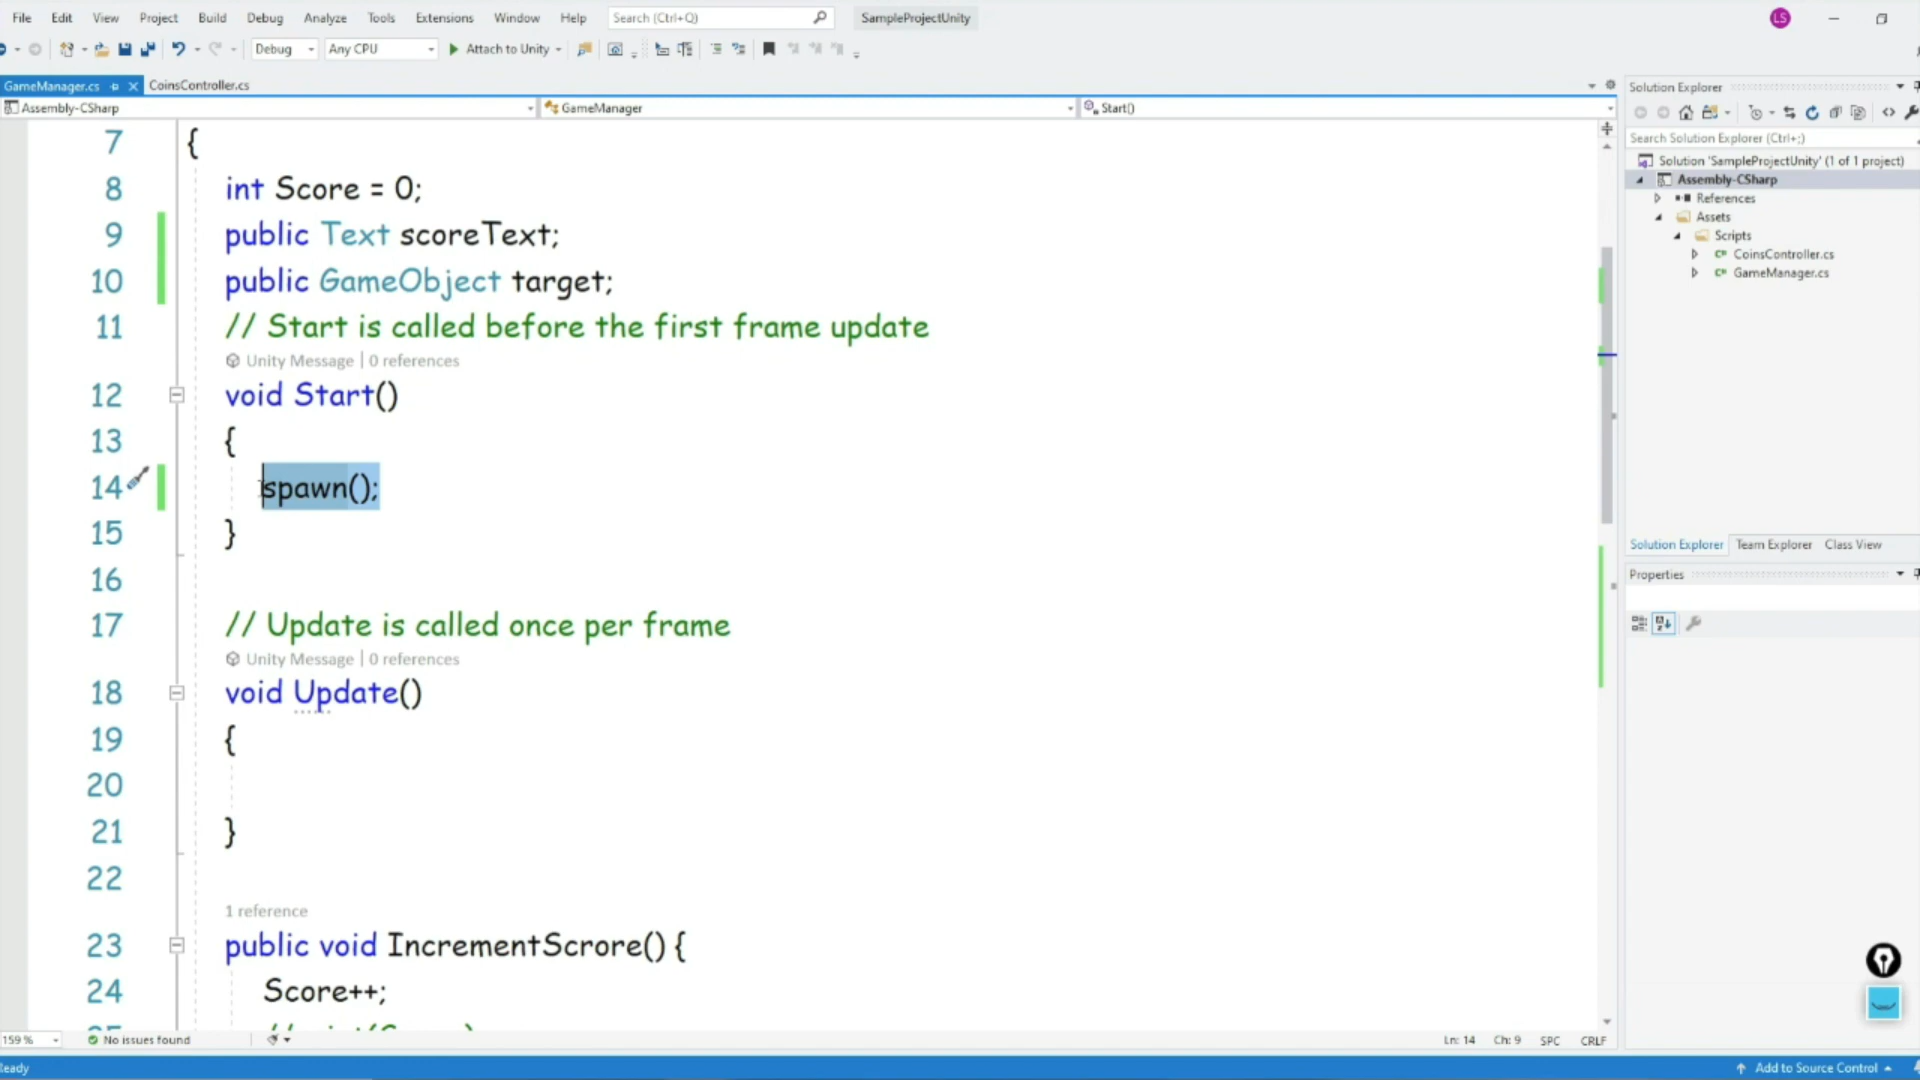 File Edit View Project Build Debug Analyze Tools Extensions Window Help Search (Ctrl+Q) SampleProjectUnity LS
Debug Any CPU Attach to Unity
GameManager.cs CoinsController.cs
Assembly-CSharp GameManager Start()
7 {
8 int Score = 0;
9 public Text scoreText;
10 public GameObject target;
11 // Start is called before the first frame update
Unity Message | 0 references
12 void Start()
13 {
14 spawn();
15 }
16
17 // Update is called once per frame
Unity Message | 0 references
18 void Update()
19 {
20
21 }
22
1 reference
23 public void IncrementScrore() {
24 Score++;
159 % No issues found Ln: 14 Ch: 9 SPC CRLF
Add to Source Control
Solution Explorer
Search Solution Explorer (Ctrl+;)
Solution 'SampleProjectUnity' (1 of 1 project)
Assembly-CSharp
References
Assets
Scripts
CoinsController.cs
GameManager.cs
Solution Explorer Team Explorer Class View
Properties